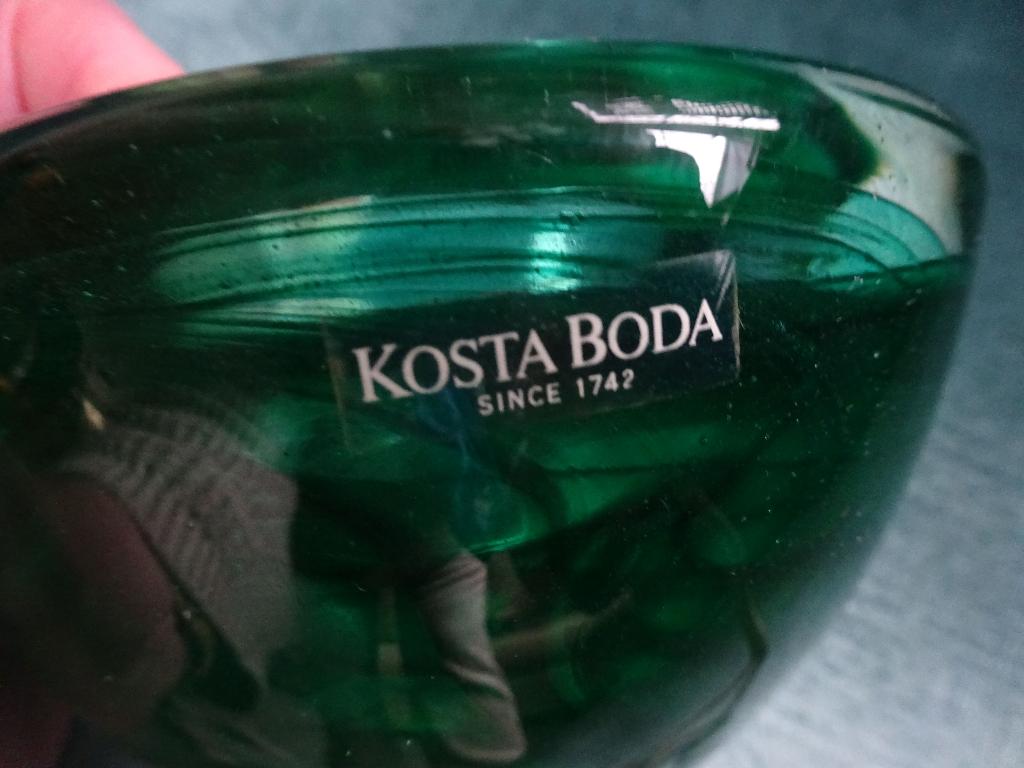 KOSTA BODA
SINCE 1742